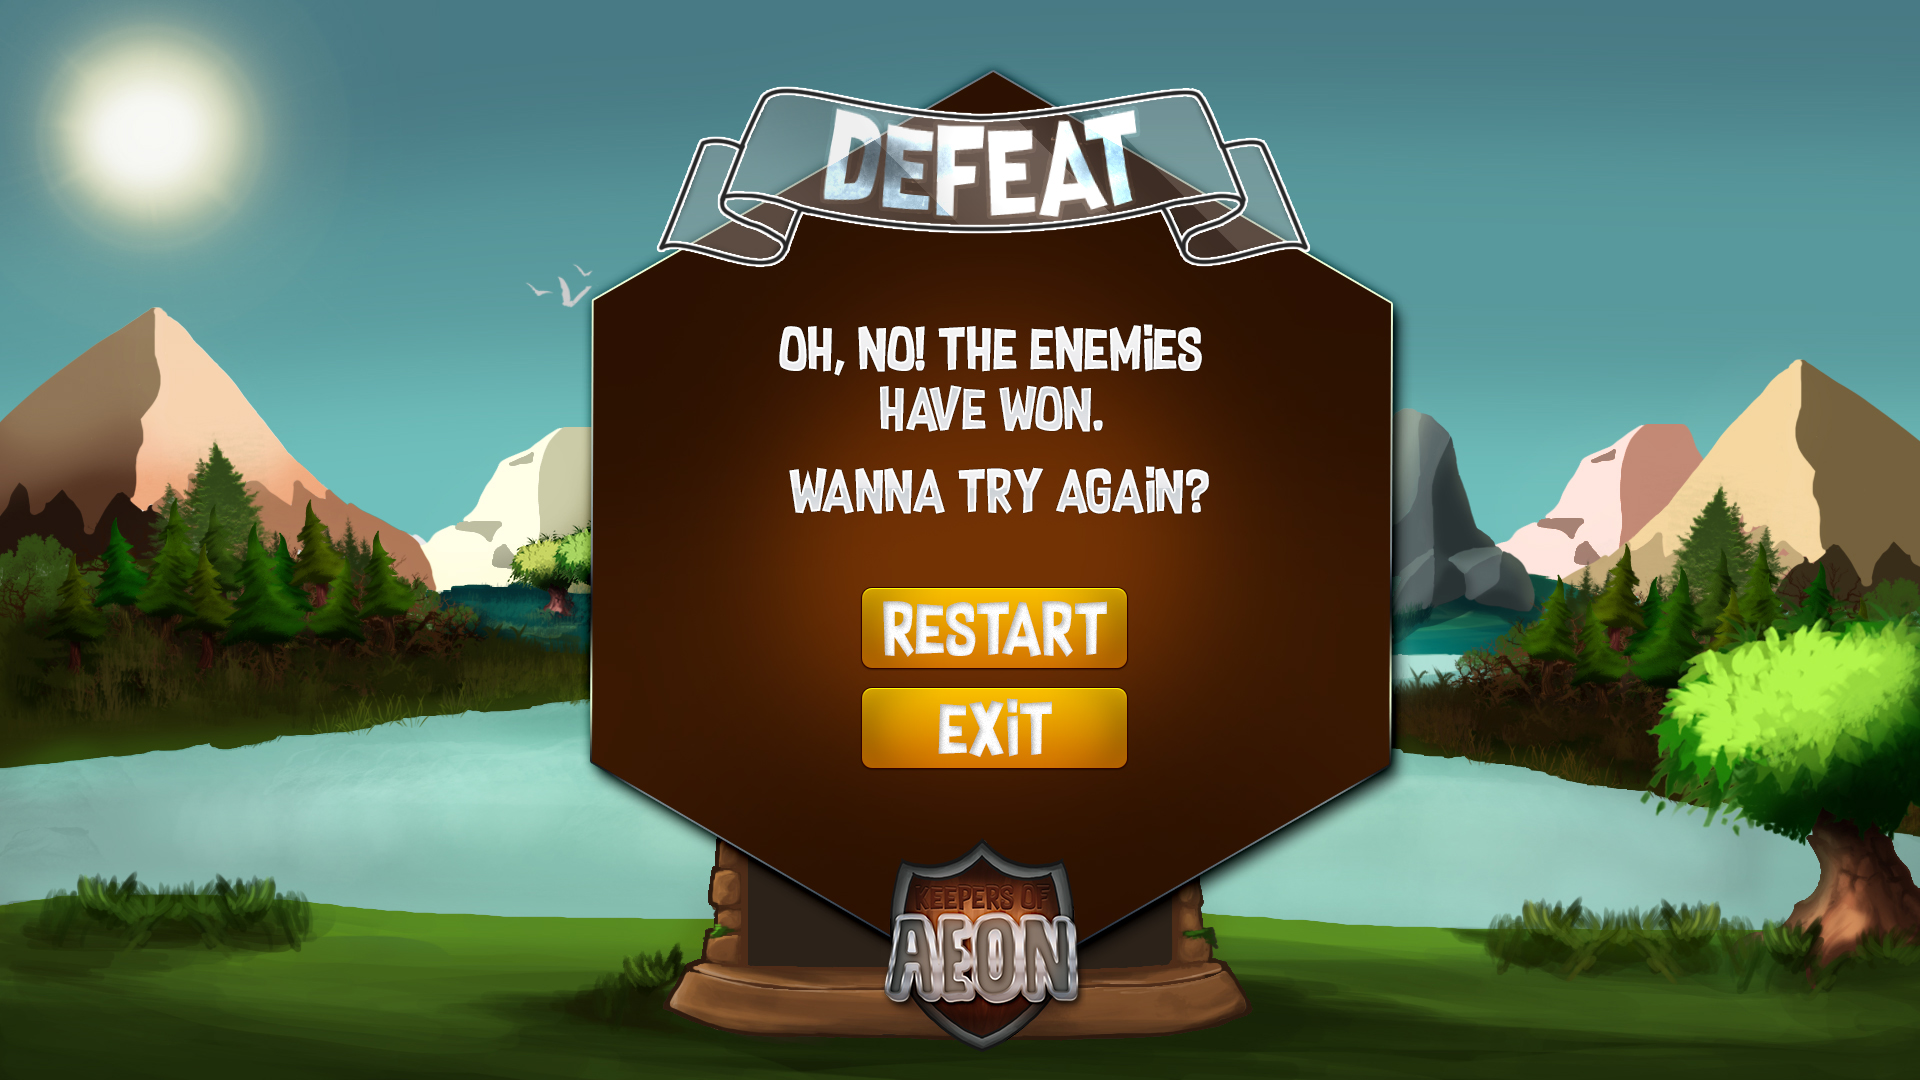 DEFEAT
OH, NO! THE ENEMiES
HAVE WON.
WANNA TRY AGAiN?
RESTART
EXiT
KEEPERS OF
AEON